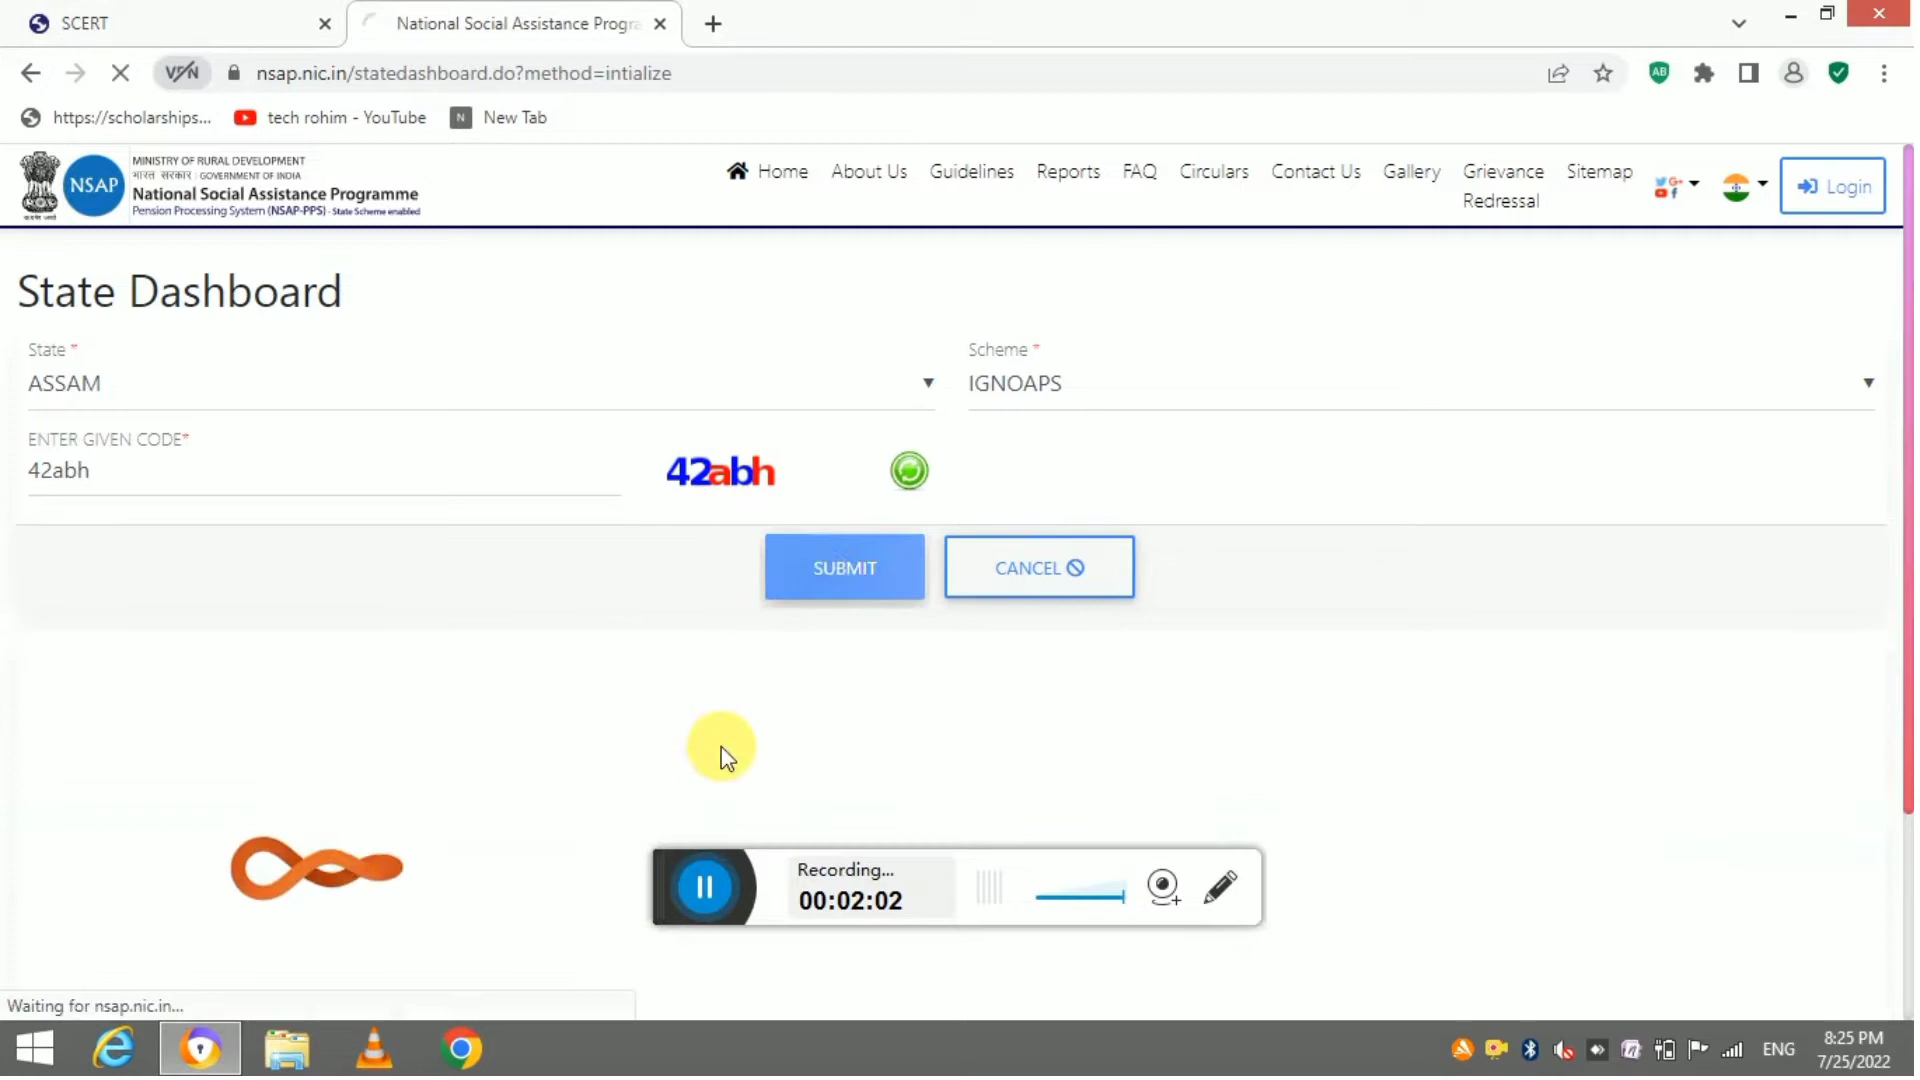 SCERT
National Social Assistance Progra
VPN
nsap.nic.in/statedashboard.do?method=intialize
AB
https://scholarships...
tech rohim - YouTube
N
New Tab
NSAP
MINISTRY OF RURAL DEVELOPMENT
भारत सरकार | GOVERNMENT OF INDIA
National Social Assistance Programme
Pension Processing System (NSAP-PPS) - State Scheme enabled
Home
About Us
Guidelines
Reports
FAQ
Circulars
Contact Us
Gallery
Grievance
Redressal
Sitemap
Login
State Dashboard
State *
ASSAM
Scheme *
IGNOAPS
ENTER GIVEN CODE*
42abh
42abh
SUBMIT
CANCEL
Recording...
00:02:02
Waiting for nsap.nic.in...
ENG
8:25 PM
7/25/2022